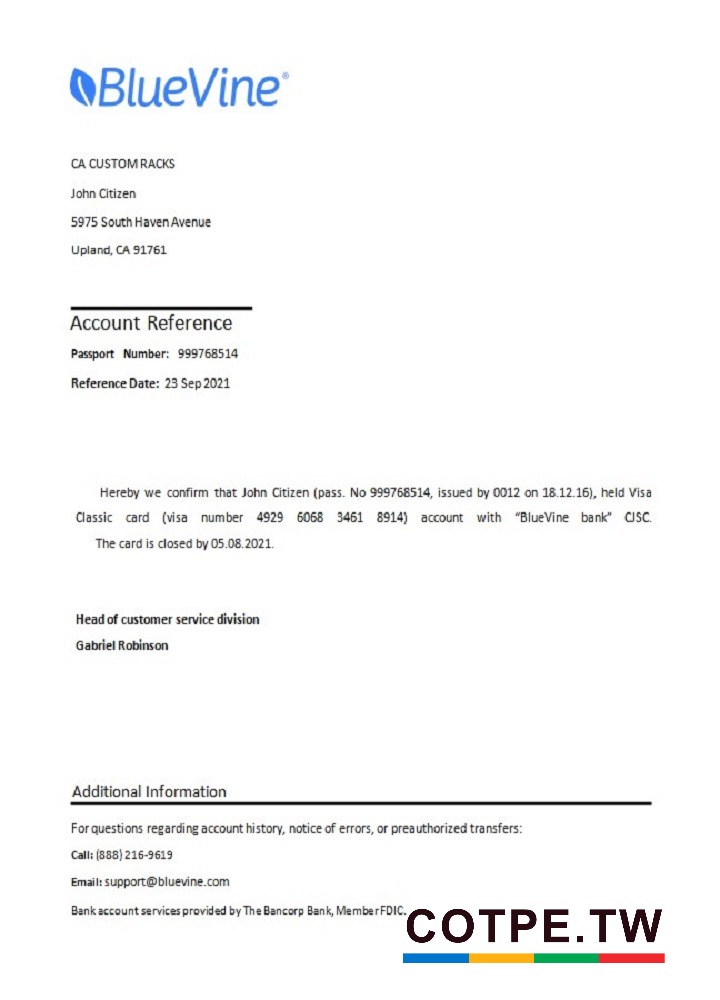 BlueVine®
CA CUSTOM RACKS
John Citizen
5975 South Haven Avenue
Upland, CA 91761
Account Reference
Passport Number: 999768514
Reference Date: 23 Sep 2021
Hereby we confirm that John Citizen (pass. No 999768514, issued by 0012 on 18.12.16), held Visa
Classic card (visa number 4929 6068 3461 8914) account with "BlueVine bank" CJSC.
The card is closed by 05.08.2021.
Head of customer service division
Gabriel Robinson
Additional Information
For questions regarding account history, notice of errors, or preauthorized transfers:
Call: (888) 216-9619
Email: support@bluevine.com
Bank account services provided by The Bancorp Bank, Member FDIC.
COTPE.TW